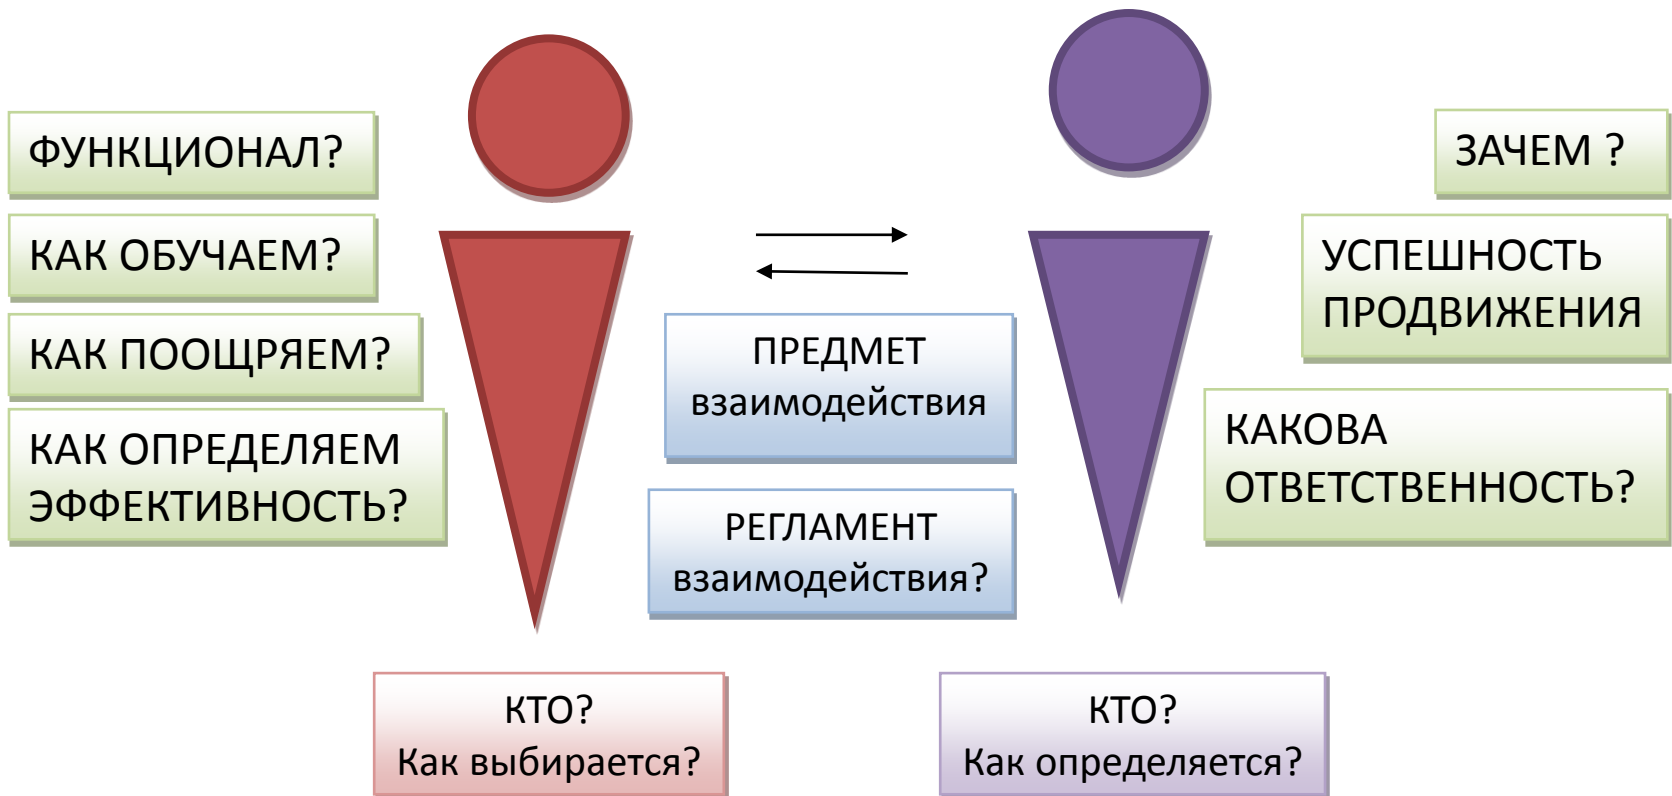 ФУНКЦИОНАЛ?
КАК ОБУЧАЕМ?
КАК ПООЩРЯЕМ?
КАК ОПРЕДЕЛЯЕМ
ЭФФЕКТИВНОСТЬ?
ПРЕДМЕТ
взаимодействия
РЕГЛАМЕНТ
взаимодействия?
ЗАЧЕМ ?
УСПЕШНОСТЬ
ПРОДВИЖЕНИЯ
КАКОВА
ОТВЕТСТВЕННОСТЬ?
КТО?
Как выбирается?
КТО?
Как определяется?